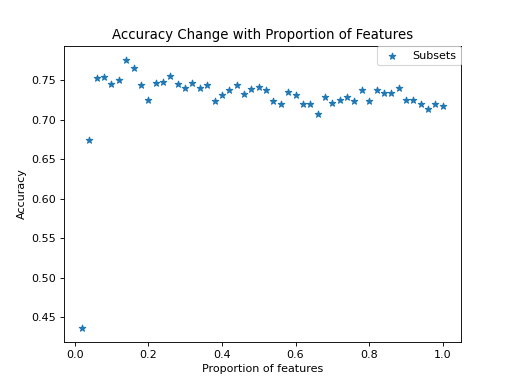 Accuracy Change with Proportion of Features
Subsets
0.75
0.70
0.65
0.60
0.55
0.50
0.45
Accuracy
0.0 0.2 0.4 0.6 0.8 1.0
Proportion of features